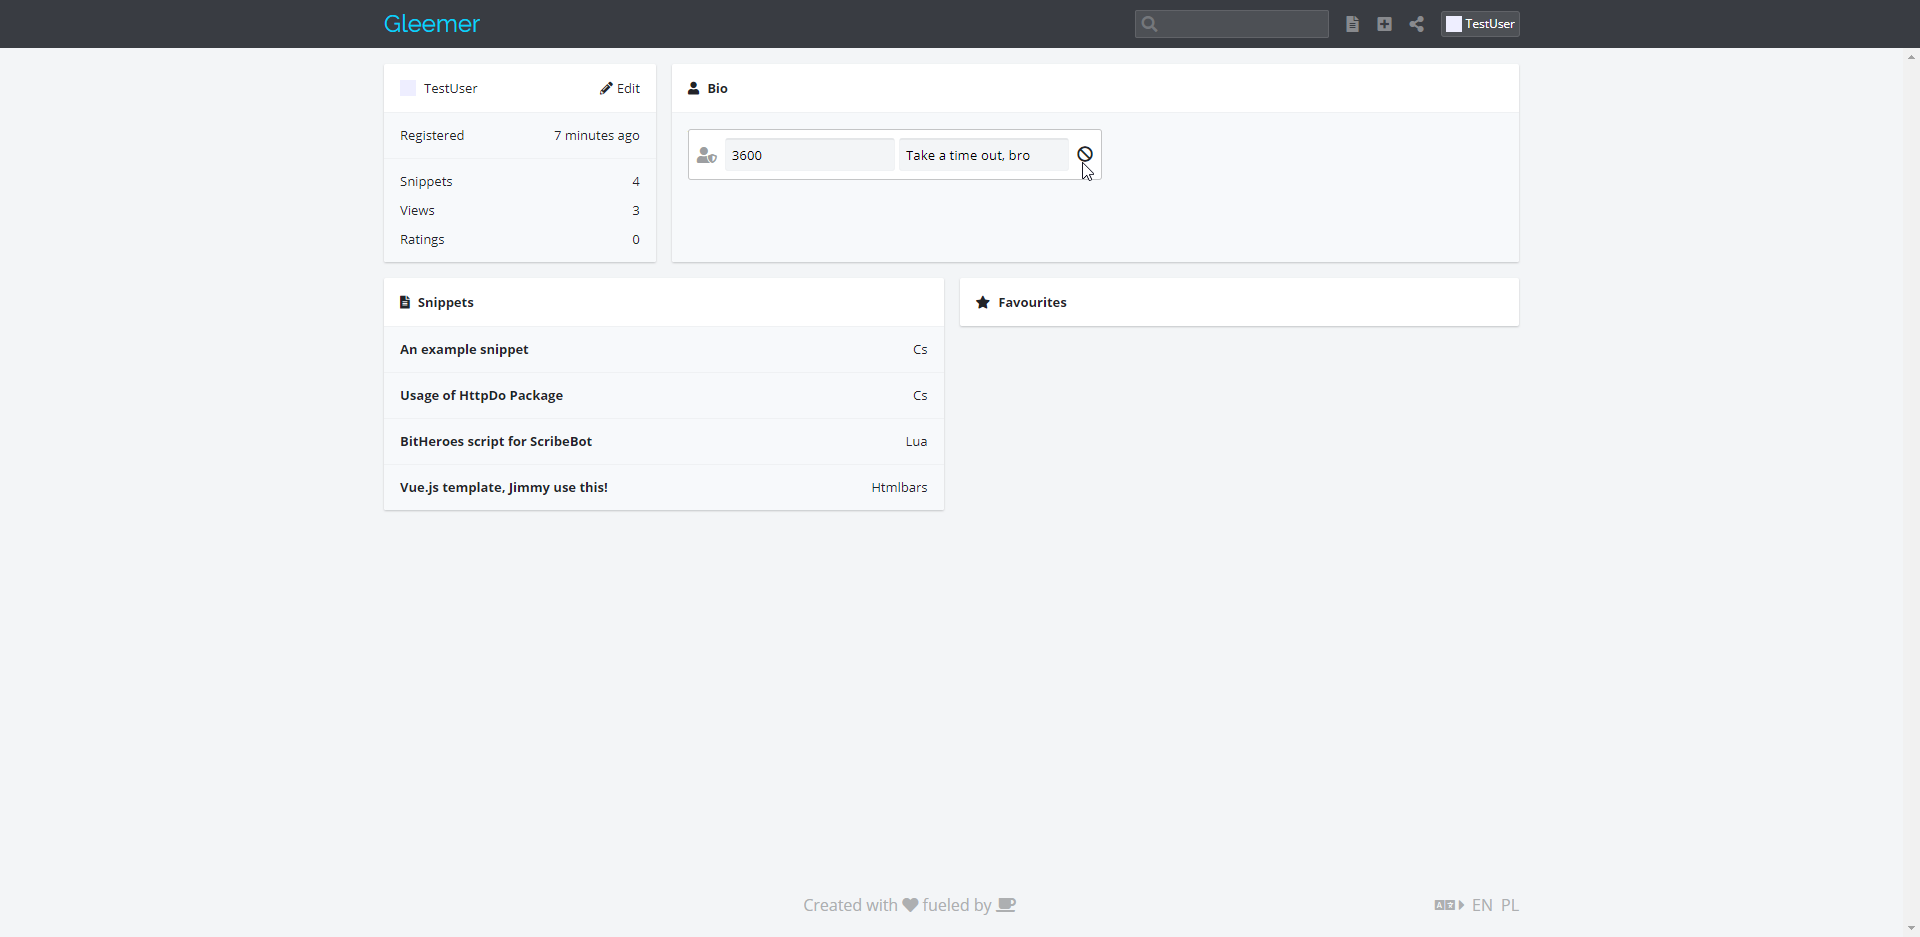 Gleemer
TestUser
TestUser
Edit
Registered
7 minutes ago
Snippets
4
Views
3
Ratings
0
Bio
3600
Take a time out, bro
Snippets
An example snippet
Cs
Usage of HttpDo Package
Cs
BitHeroes script for ScribeBot
Lua
Vue.js template, Jimmy use this!
Htmlbars
Favourites
Created with fueled by
EN PL